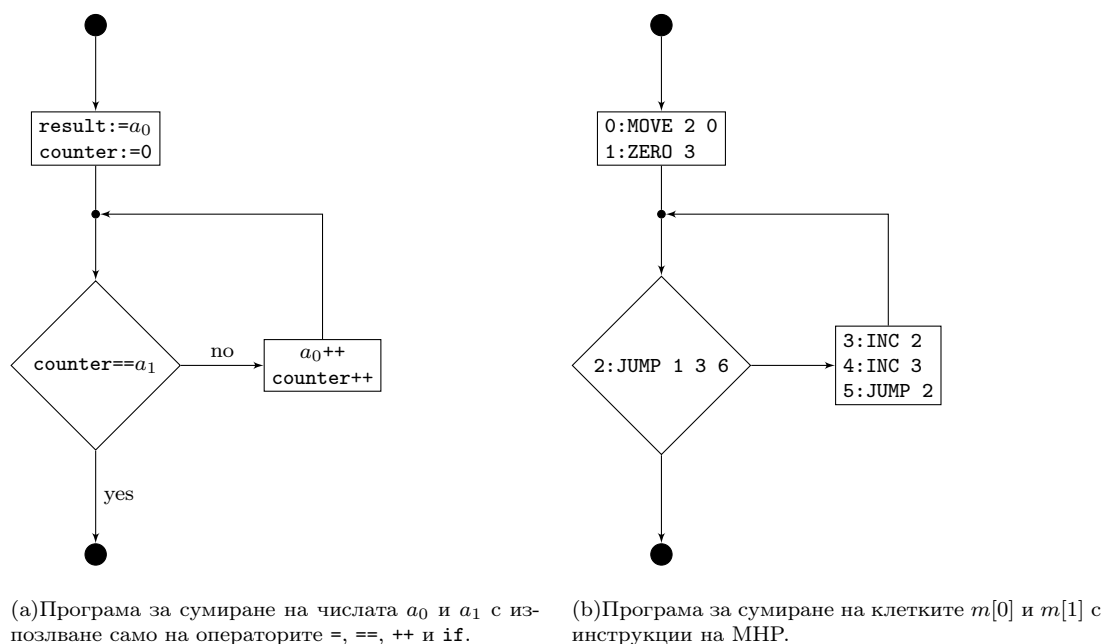 result:=a₀
counter:=0
counter==a₁
no
a₀++
counter++
yes
(a)Програма за сумиране на числата a₀ и a₁ с из-
позлване само на операторите =, ==, ++ и if.
0:MOVE 2 0
1:ZERO 3
2:JUMP 1 3 6
3:INC 2
4:INC 3
5:JUMP 2
(b)Програма за сумиране на клетките m[0] и m[1] с
инструкции на МНР.